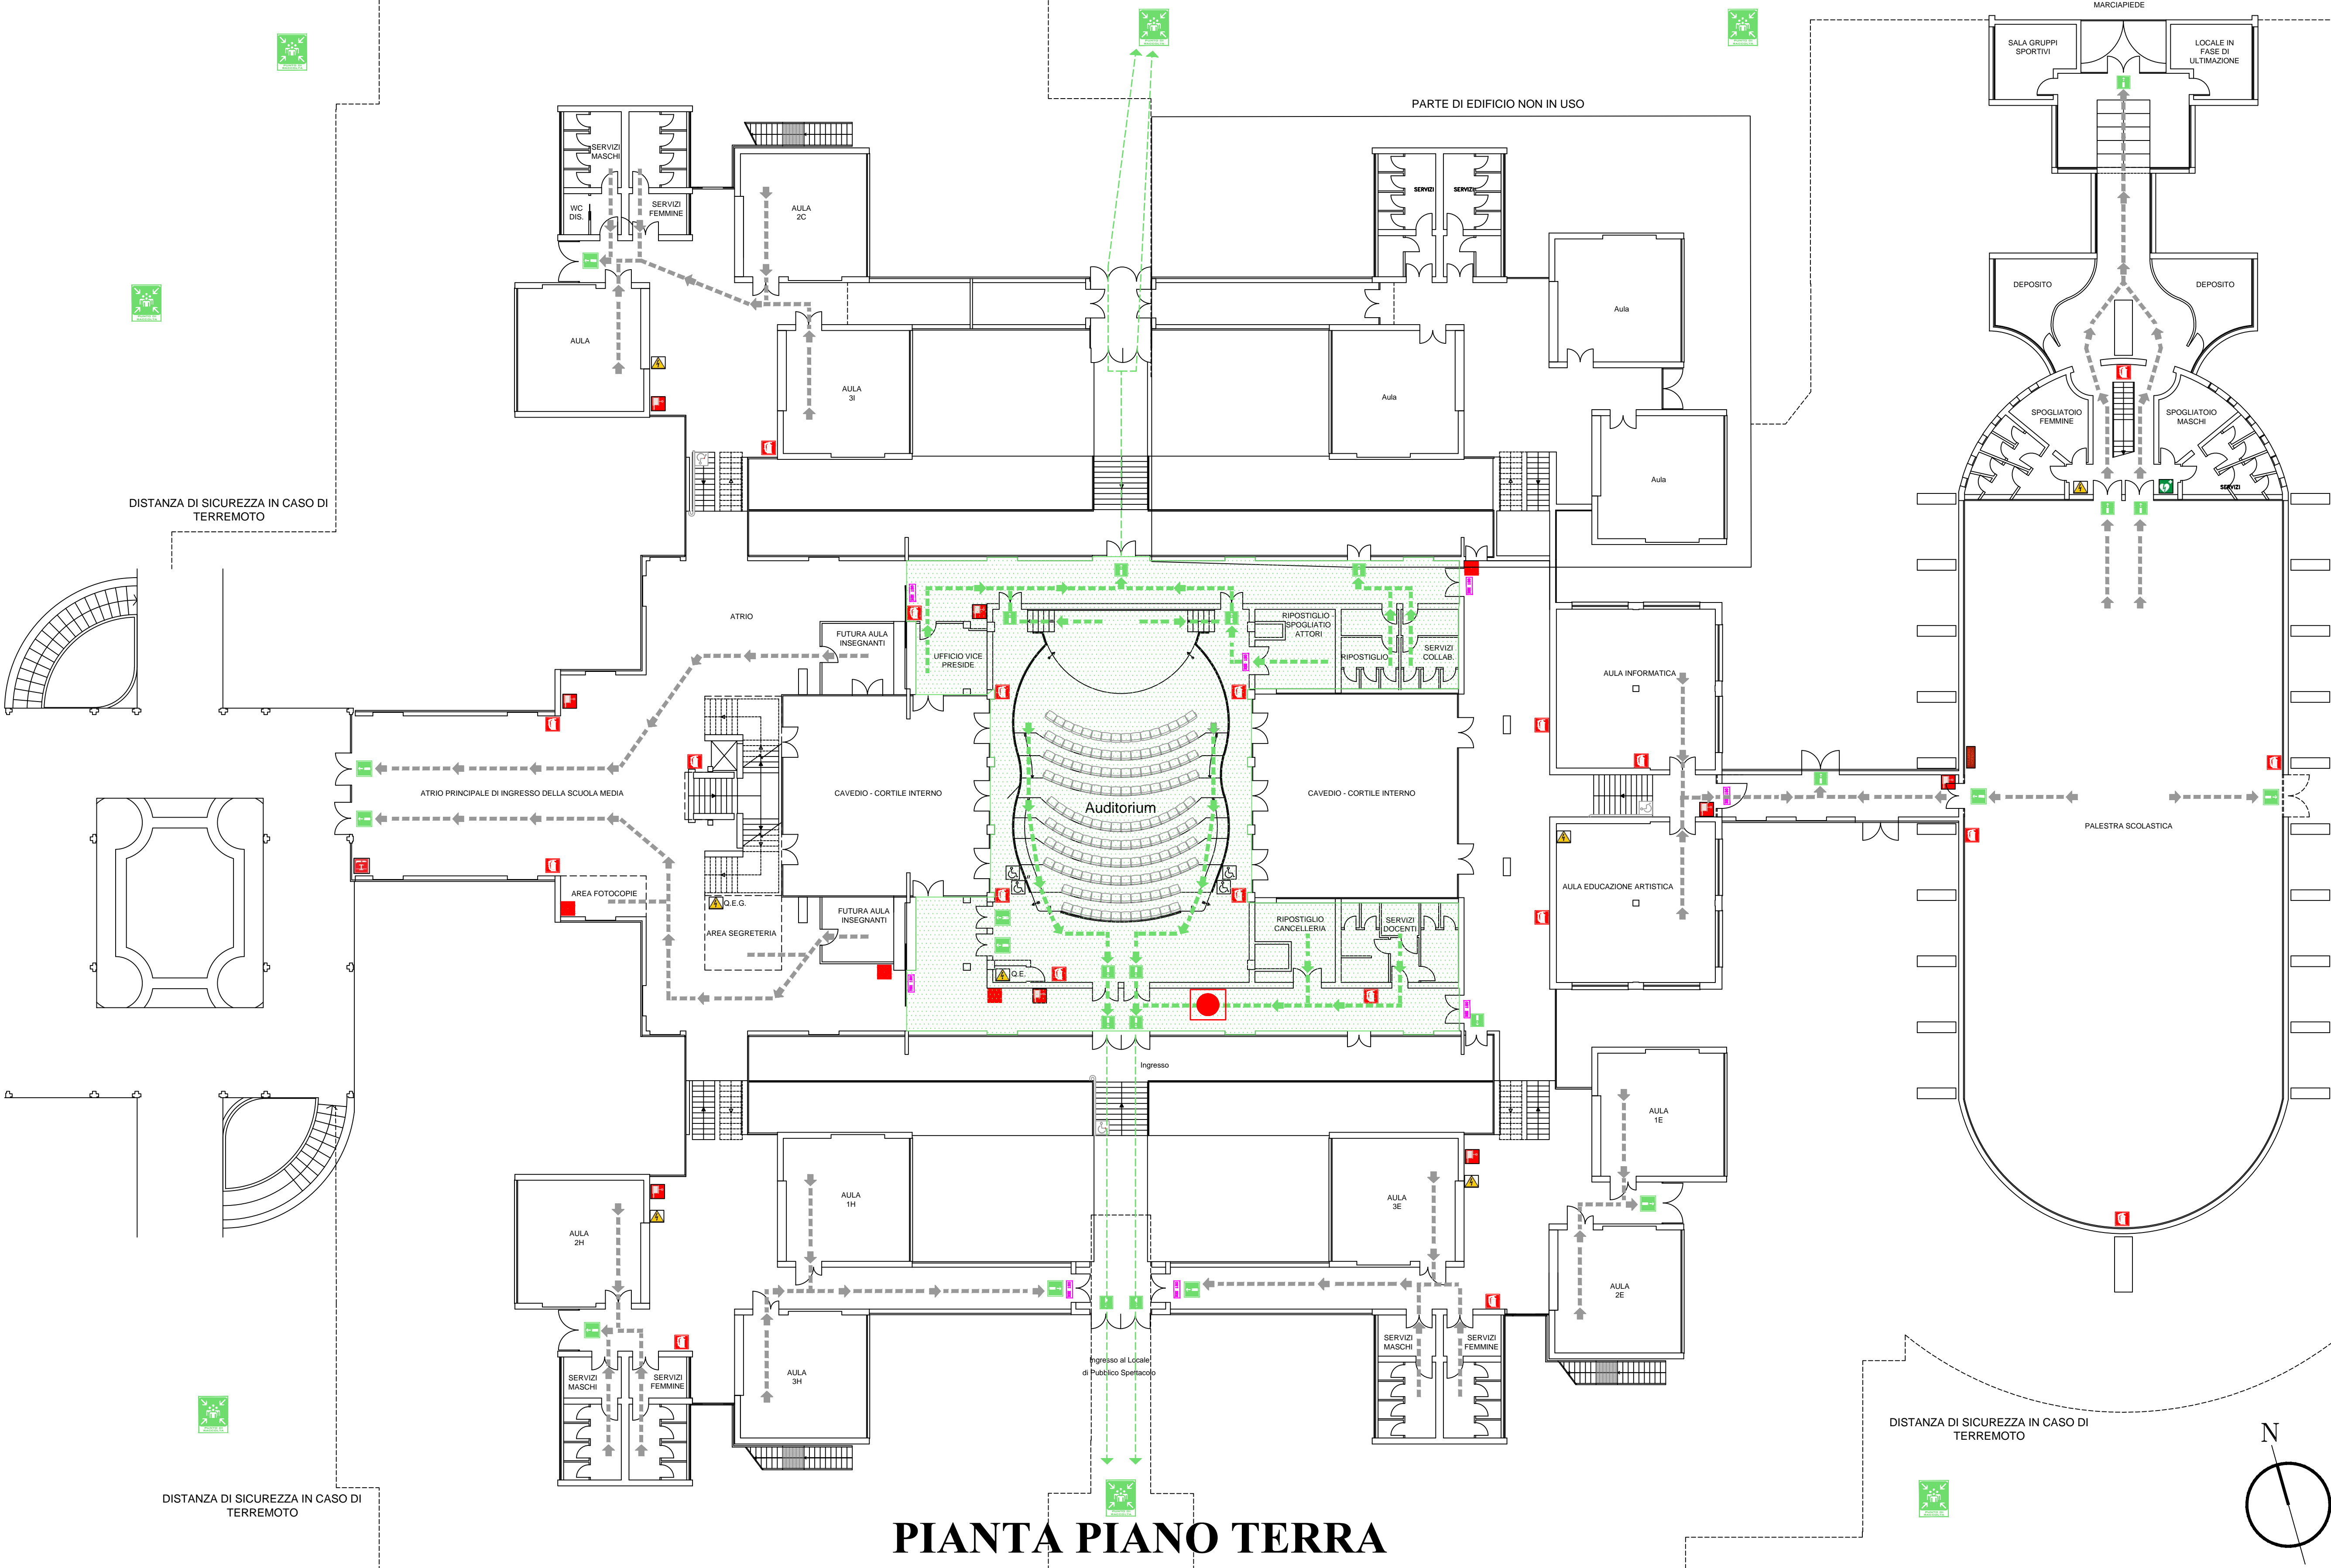 MARCIAPIEDE
SALA GRUPPI
SPORTIVI
LOCALE IN
FASE DI
ULTIMAZIONE
PARTE DI EDIFICIO NON IN USO
SERVIZI
MASCHI
WC
DIS.
SERVIZI
FEMMINE
AULA
2C
SERVIZI
SERVIZI
Aula
DEPOSITO
DEPOSITO
AULA
AULA
3I
Aula
Aula
SPOGLIATOIO
FEMMINE
SPOGLIATOIO
MASCHI
SERVIZI
DISTANZA DI SICUREZZA IN CASO DI
TERREMOTO
ATRIO
FUTURA AULA
INSEGNANTI
UFFICIO VICE
PRESIDE
RIPOSTIGLIO
SPOGLIATIO
ATTORI
RIPOSTIGLIO
SERVIZI
COLLAB.
AULA INFORMATICA
ATRIO PRINCIPALE DI INGRESSO DELLA SCUOLA MEDIA
CAVEDIO - CORTILE INTERNO
Auditorium
CAVEDIO - CORTILE INTERNO
PALESTRA SCOLASTICA
AREA FOTOCOPIE
Q.E.G.
AREA SEGRETERIA
FUTURA AULA
INSEGNANTI
Q.E.
RIPOSTIGLIO
CANCELLERIA
SERVIZI
DOCENTI
AULA EDUCAZIONE ARTISTICA
Ingresso
AULA
1E
AULA
1H
AULA
3E
AULA
2H
AULA
2E
SERVIZI
MASCHI
SERVIZI
FEMMINE
AULA
3H
Ingresso al Locale
di Pubblico Spettacolo
SERVIZI
MASCHI
SERVIZI
FEMMINE
DISTANZA DI SICUREZZA IN CASO DI
TERREMOTO
DISTANZA DI SICUREZZA IN CASO DI
TERREMOTO
N
PIANTA PIANO TERRA